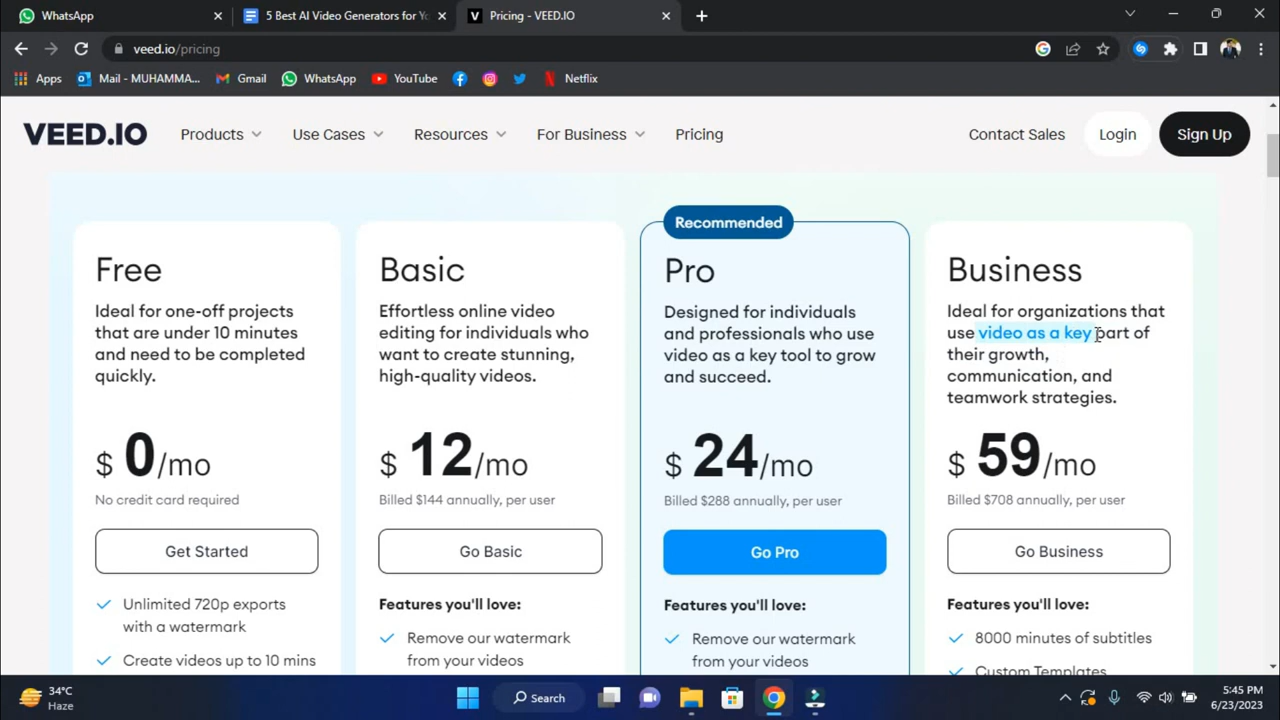 WhatsApp
5 Best AI Video Generators for Yo
V Pricing - VEED.IO
veed.io/pricing
Apps
Mail - MUHAMMA...
Gmail
WhatsApp
YouTube
Facebook
Netflix
VEED.IO
Products
Use Cases
Resources
For Business
Pricing
Contact Sales
Login
Sign Up
Free
Ideal for one-off projects
that are under 10 minutes
and need to be completed
quickly.
$ 0/mo
No credit card required
Get Started
Unlimited 720p exports
with a watermark
Create videos up to 10 mins
Basic
Effortless online video
editing for individuals who
want to create stunning,
high-quality videos.
$ 12/mo
Billed $144 annually, per user
Go Basic
Features you'll love:
Remove our watermark
from your videos
Recommended
Pro
Designed for individuals
and professionals who use
video as a key tool to grow
and succeed.
$ 24/mo
Billed $288 annually, per user
Go Pro
Features you'll love:
Remove our watermark
from your videos
Business
Ideal for organizations that
use video as a key part of
their growth,
communication, and
teamwork strategies.
$ 59/mo
Billed $708 annually, per user
Go Business
Features you'll love:
8000 minutes of subtitles
Custom Templates
34°C
Haze
Search
5:45 PM
6/23/2023